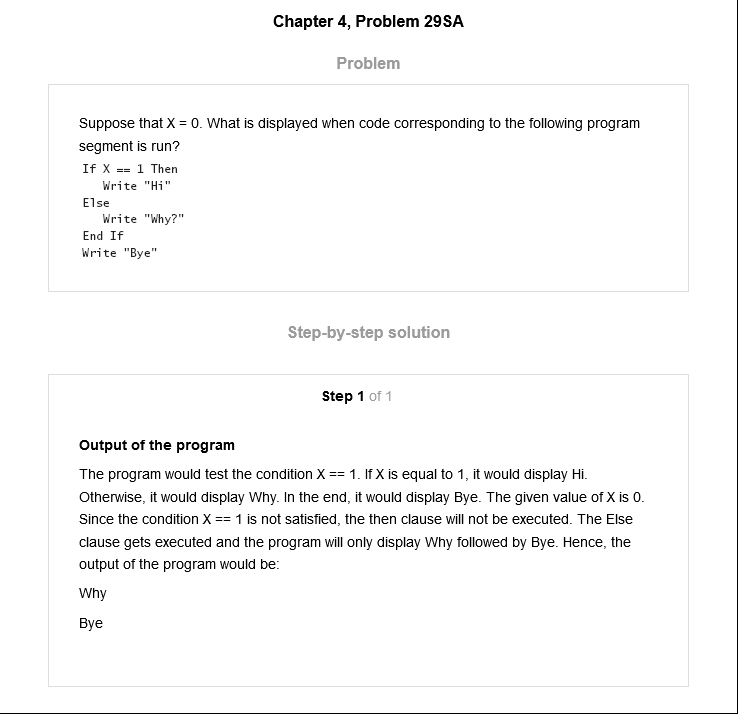 Chapter 4, Problem 29SA
Problem
Suppose that X = 0. What is displayed when code corresponding to the following program
segment is run?
If X == 1 Then
   Write "Hi"
Else
   Write "Why?"
End If
Write "Bye"
Step-by-step solution
Step 1 of 1
Output of the program
The program would test the condition X == 1. If X is equal to 1, it would display Hi.
Otherwise, it would display Why. In the end, it would display Bye. The given value of X is 0.
Since the condition X == 1 is not satisfied, the then clause will not be executed. The Else
clause gets executed and the program will only display Why followed by Bye. Hence, the
output of the program would be:
Why
Bye